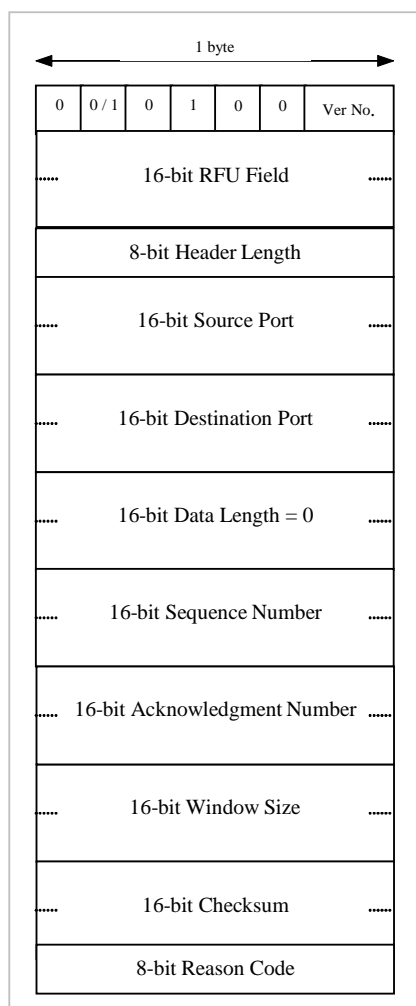 1 byte
0 0 / 1 0 1 0 0 Ver No.
16-bit RFU Field
8-bit Header Length
16-bit Source Port
16-bit Destination Port
16-bit Data Length = 0
16-bit Sequence Number
16-bit Acknowledgment Number
16-bit Window Size
16-bit Checksum
8-bit Reason Code